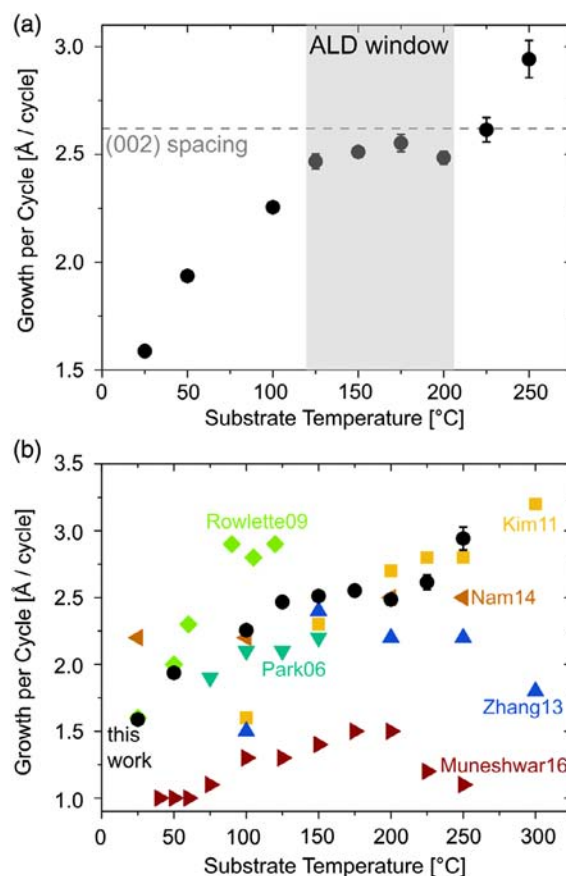 (a)
3.0
2.5
2.0
1.5
Growth per Cycle [Å / cycle]
ALD window
(002) spacing
0 50 100 150 200 250
Substrate Temperature [°C]
(b)
3.5
3.0
2.5
2.0
1.5
1.0
Growth per Cycle [Å / cycle]
Rowlette09
Kim11
Nam14
Park06
Zhang13
this
work
Muneshwar16
0 50 100 150 200 250 300
Substrate Temperature [°C]